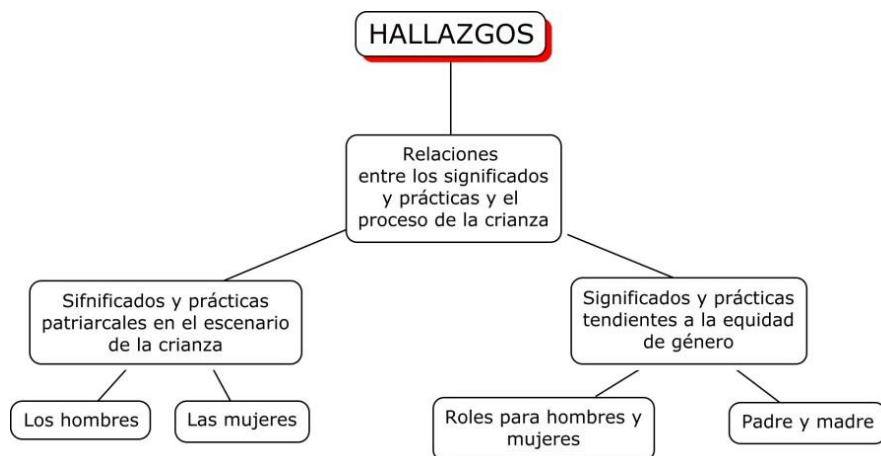 HALLAZGOS
Relaciones
entre los significados
y prácticas y el
proceso de la crianza
Sifnificados y prácticas
patriarcales en el escenario
de la crianza
Significados y prácticas
tendientes a la equidad
de género
Los hombres
Las mujeres
Roles para hombres y
mujeres
Padre y madre